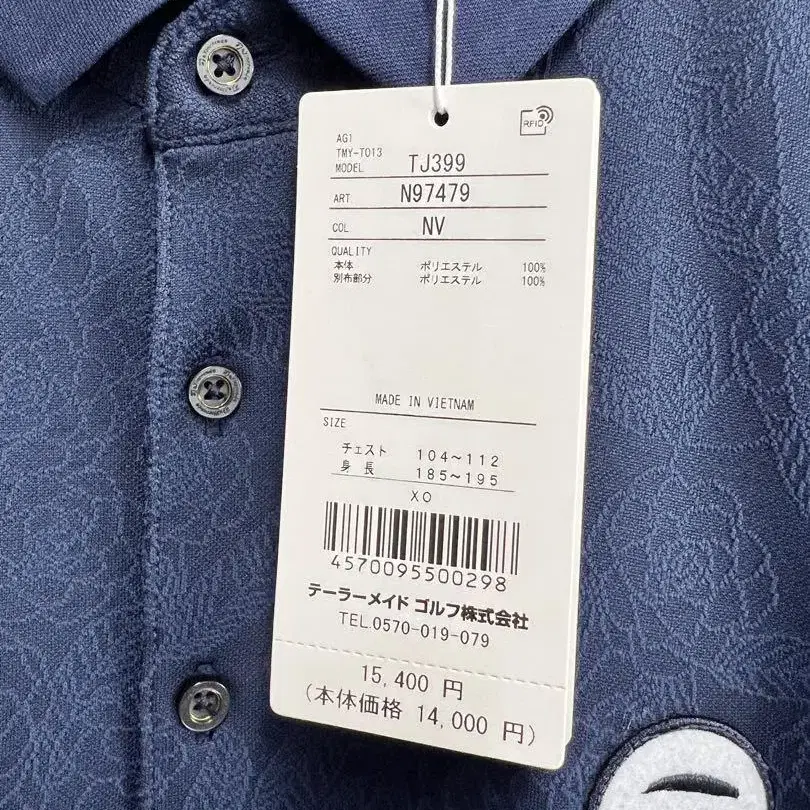 RFID
AG1
TMY-T013
MODEL TJ399
ART N97479
COL NV
QUALITY
本体 ポリエステル 100%
別布部分 ポリエステル 100%
MADE IN VIETNAM
SIZE
チェスト 104~112
身長 185~195
XO
4570095500298
テーラーメイド ゴルフ株式会社
TEL.0570-019-079
15,400 円
(本体価格 14,000 円)